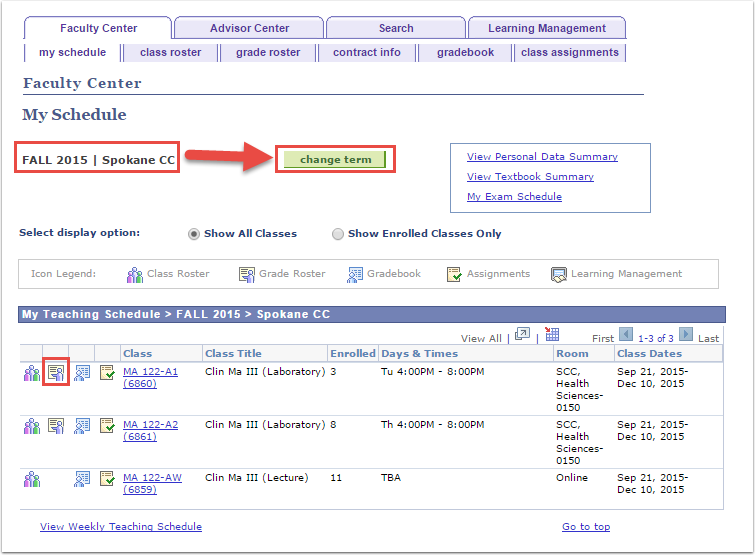 Faculty Center Advisor Center Search Learning Management
my schedule class roster grade roster contract info gradebook class assignments
Faculty Center
My Schedule
FALL 2015 | Spokane CC
change term
View Personal Data Summary
View Textbook Summary
My Exam Schedule
Select display option: Show All Classes Show Enrolled Classes Only
Icon Legend: Class Roster Grade Roster Gradebook Assignments Learning Management
My Teaching Schedule > FALL 2015 > Spokane CC
View All | | First 1-3 of 3 Last
Class Class Title Enrolled Days & Times Room Class Dates
MA 122-A1 Clin Ma III (Laboratory) 3 Tu 4:00PM - 8:00PM SCC, Sep 21, 2015-
(6860) Health Dec 10, 2015
Sciences-
0150
MA 122-A2 Clin Ma III (Laboratory) 8 Th 4:00PM - 8:00PM SCC, Sep 21, 2015-
(6861) Health Dec 10, 2015
Sciences-
0150
MA 122-AW Clin Ma III (Lecture) 11 TBA Online Sep 21, 2015-
(6859) Dec 10, 2015
View Weekly Teaching Schedule Go to top